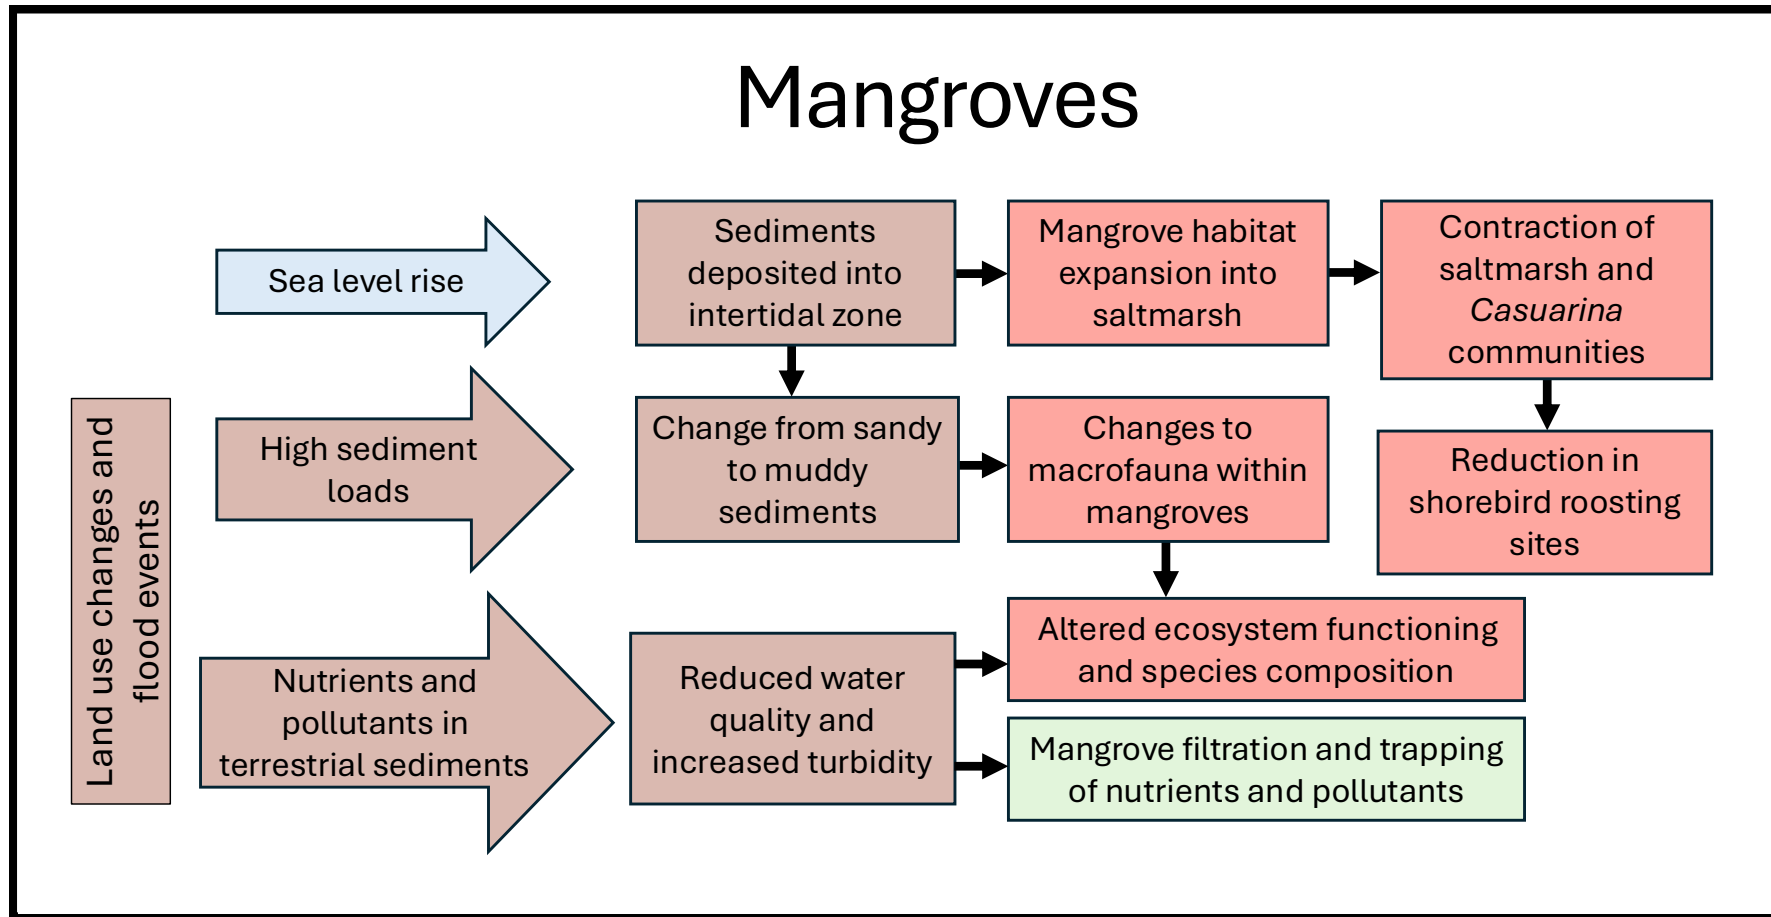 Mangroves
Sea level rise
Sediments
deposited into
intertidal zone
Mangrove habitat
expansion into
saltmarsh
Contraction of
saltmarsh and
Casuarina
communities
Land use changes and
flood events
High sediment
loads
Change from sandy
to muddy
sediments
Changes to
macrofauna within
mangroves
Reduction in
shorebird roosting
sites
Nutrients and
pollutants in
terrestrial sediments
Reduced water
quality and
increased turbidity
Altered ecosystem functioning
and species composition
Mangrove filtration and trapping
of nutrients and pollutants